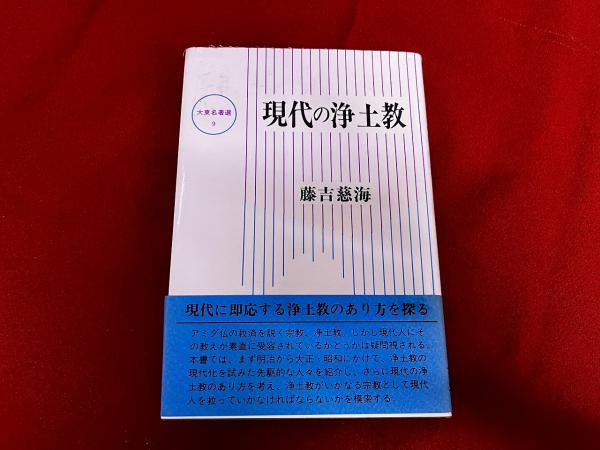 大東名著選
9
現代の浄土教
藤吉慈海
現代に即応する浄土教のあり方を探る
アミダ仏の救済を説く宗教、浄土教。しかし現代人にそ
の教えが素直に受容されているかどうかは疑問視される。
本書では、まず明治から大正・昭和にかけて、浄土教の
現代化を試みた先駆的な人々を紹介し、さらに現代の浄
土教のあり方を考え、浄土教がいかなる宗教として現代
人を救っていかなければならないかを模索する。